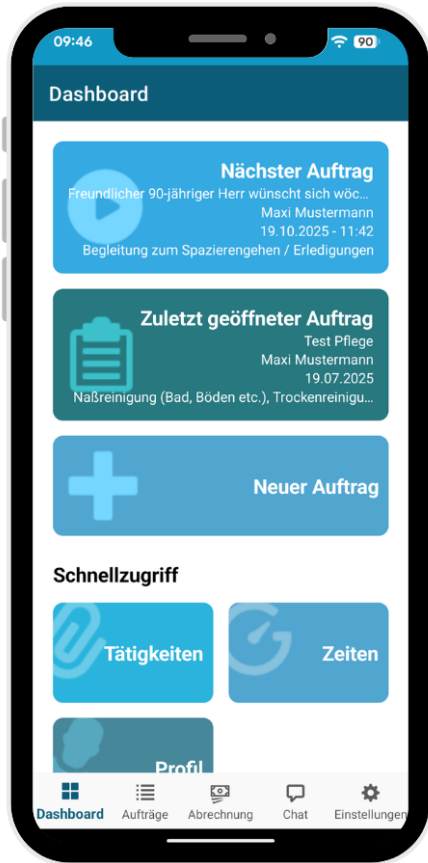 09:46
90
Dashboard
Nächster Auftrag
Freundlicher 90-jähriger Herr wünscht sich wöc...
Maxi Mustermann
19.10.2025 - 11:42
Begleitung zum Spazierengehen / Erledigungen
Zuletzt geöffneter Auftrag
Test Pflege
Maxi Mustermann
19.07.2025
Naßreinigung (Bad, Böden etc.), Trockenreinigu...
Neuer Auftrag
Schnellzugriff
Tätigkeiten
Zeiten
Profil
Dashboard
Aufträge
Abrechnung
Chat
Einstellungen